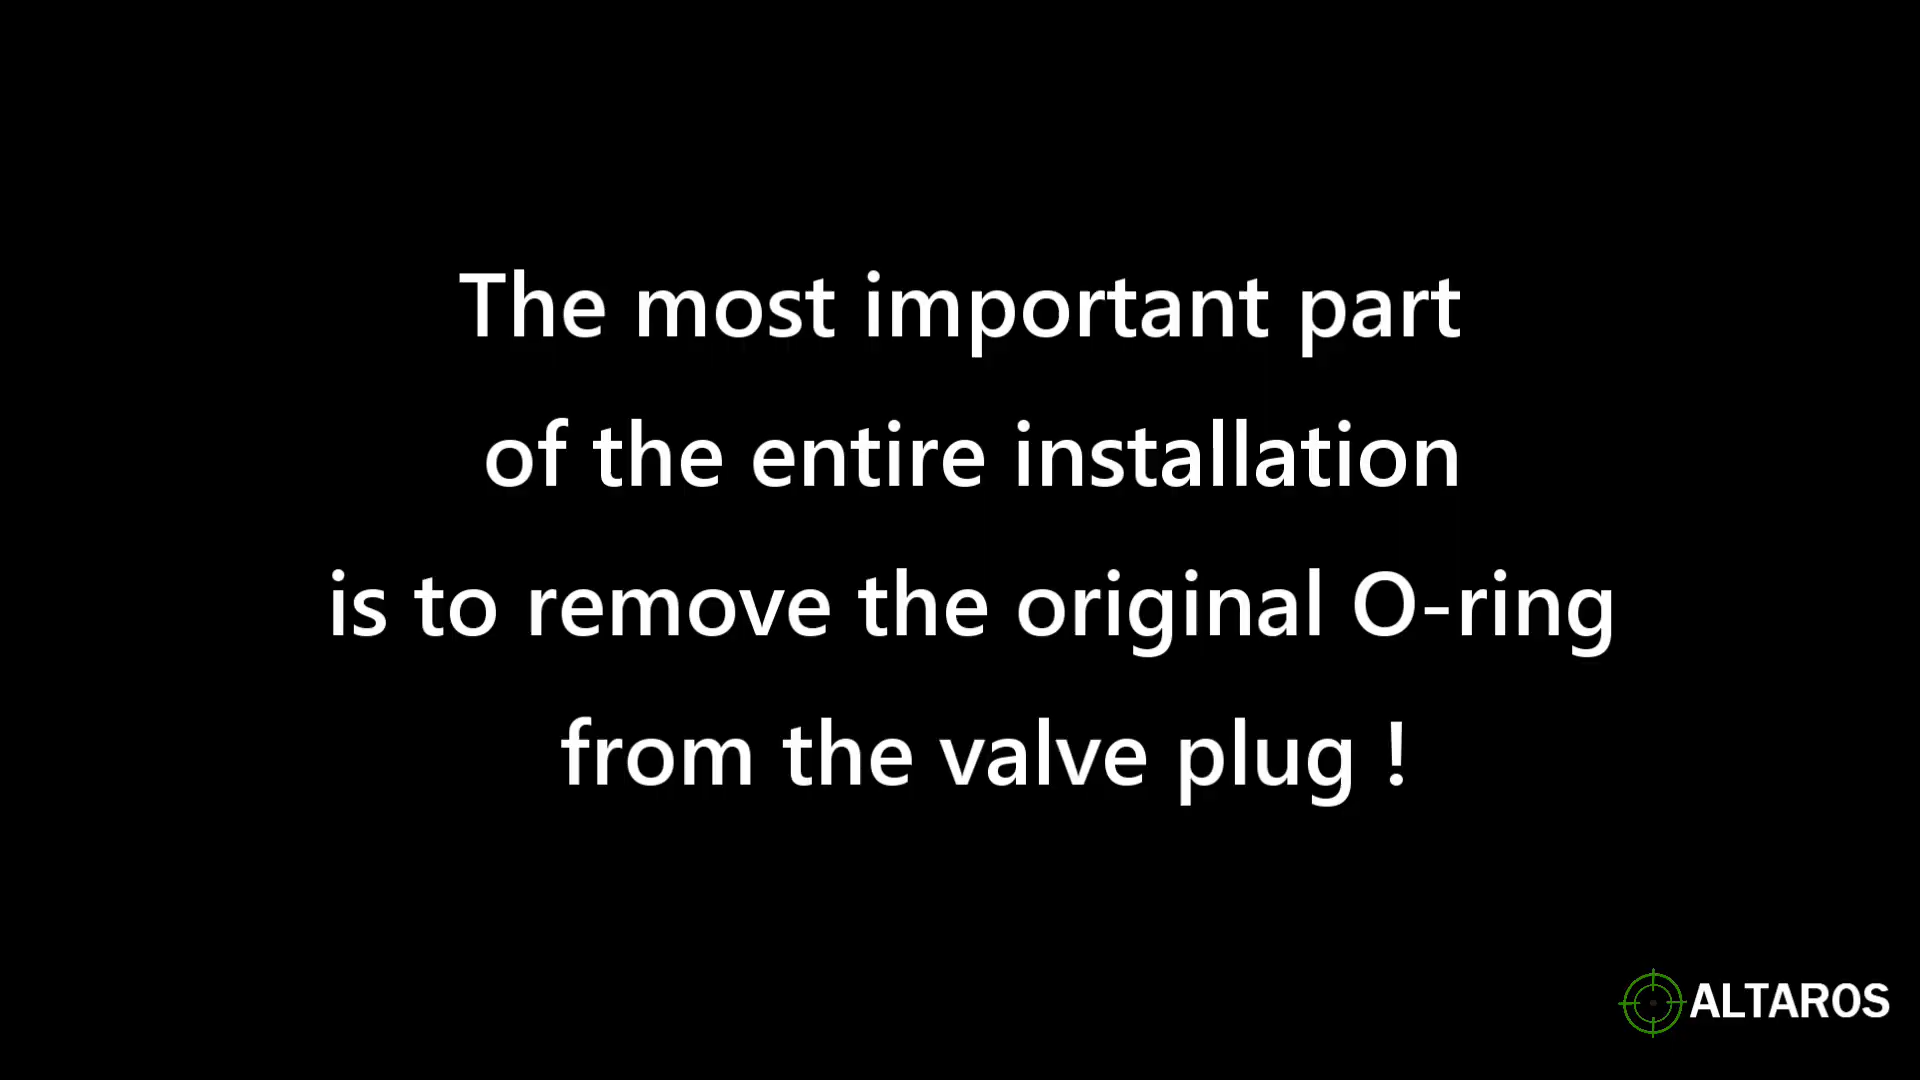 The most important part
of the entire installation
is to remove the original O-ring
from the valve plug !
ALTAROS